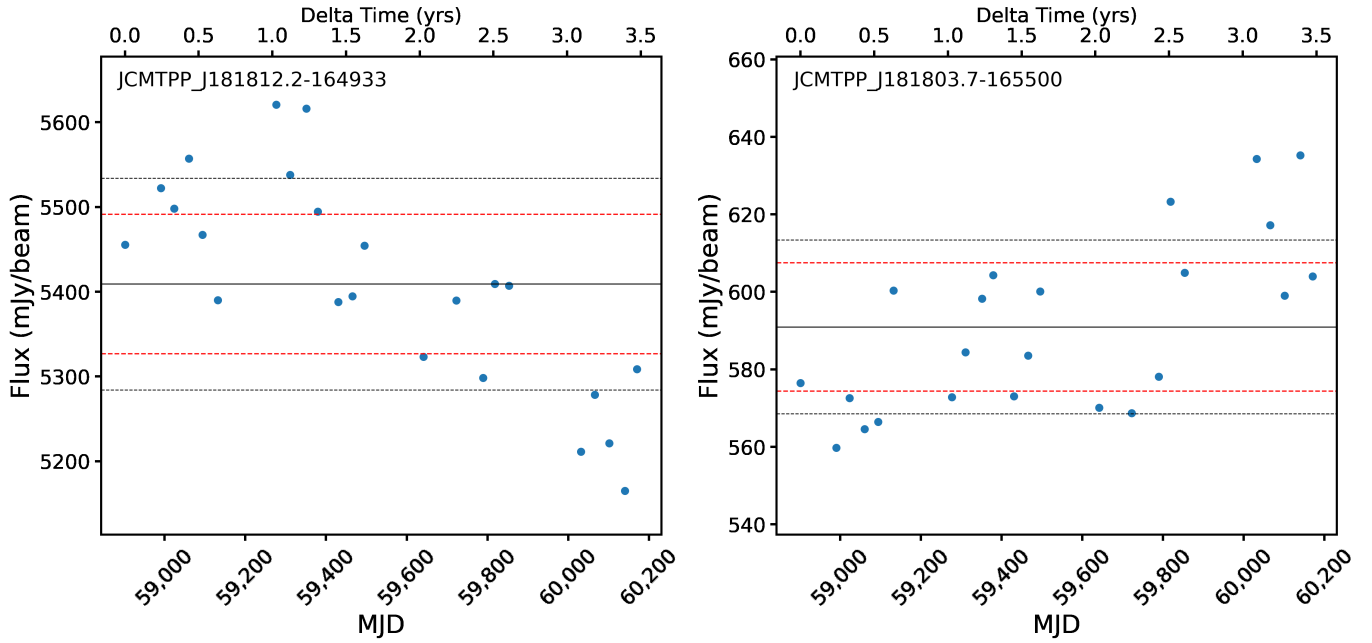 Delta Time (yrs)
0.0 0.5 1.0 1.5 2.0 2.5 3.0 3.5
JCMTPP_J181812.2-164933
5600
5500
5400
5300
5200
Flux (mJy/beam)
59,000 59,200 59,400 59,600 59,800 60,000 60,200
MJD
Delta Time (yrs)
0.0 0.5 1.0 1.5 2.0 2.5 3.0 3.5
JCMTPP_J181803.7-165500
660
640
620
600
580
560
540
Flux (mJy/beam)
59,000 59,200 59,400 59,600 59,800 60,000 60,200
MJD